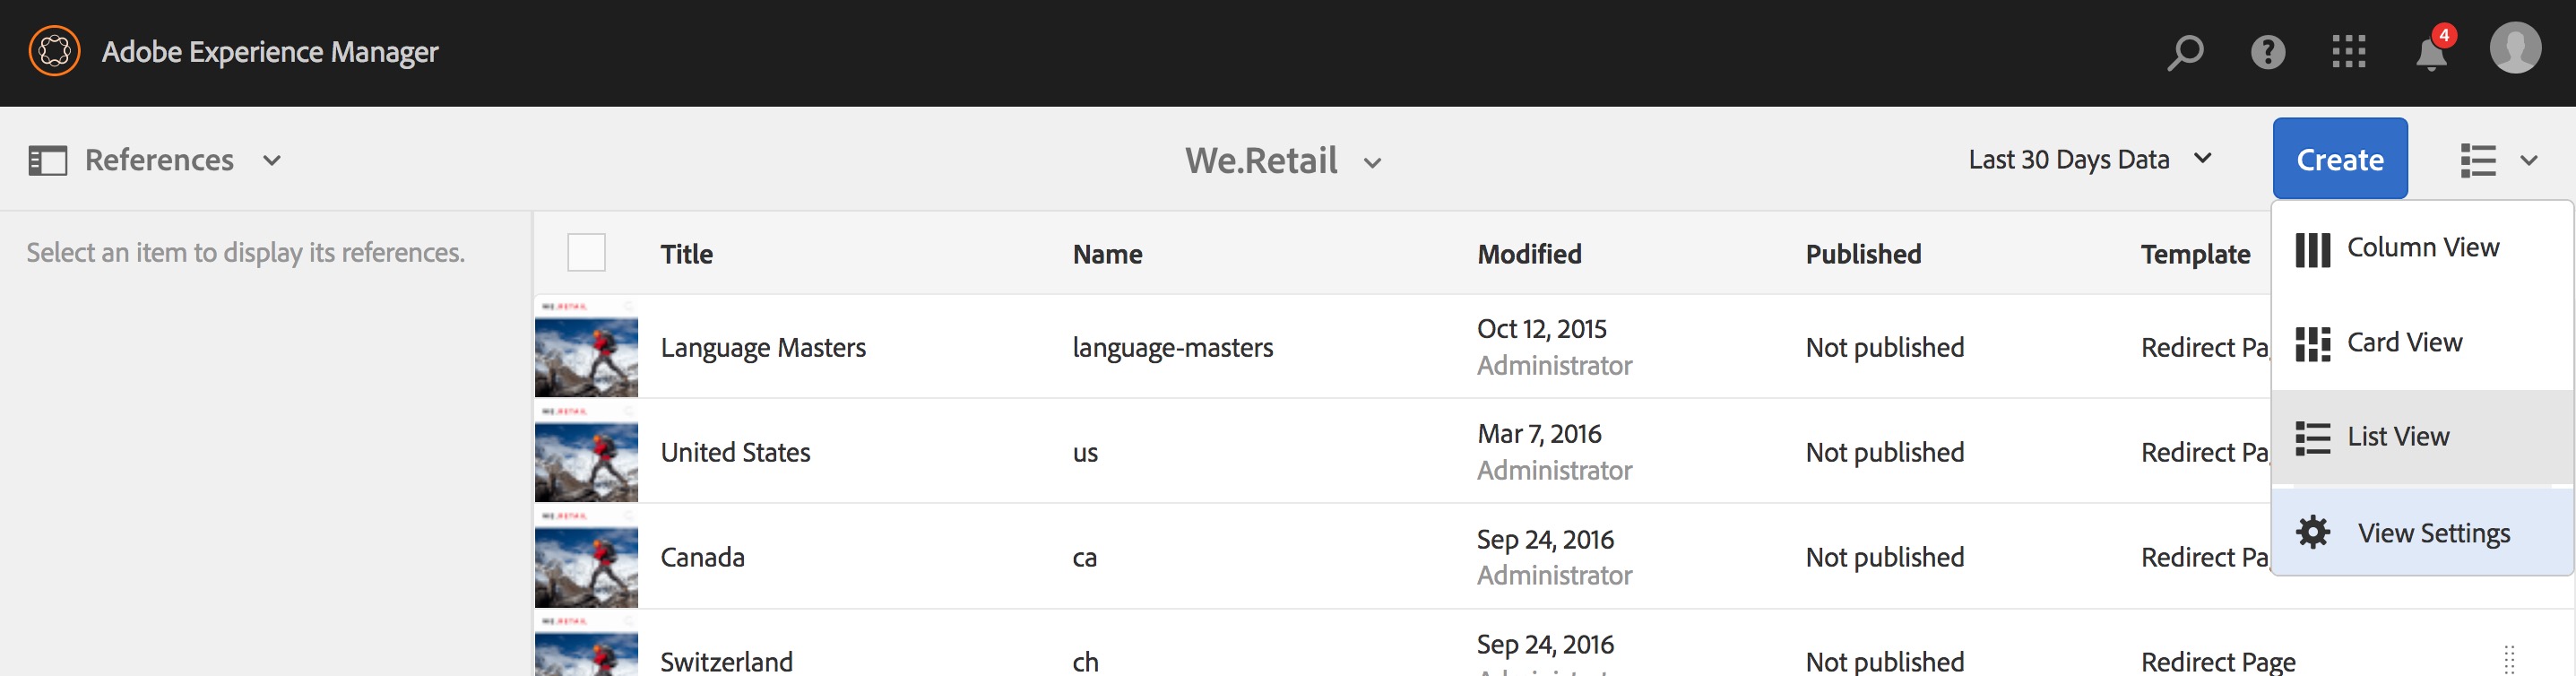 Adobe Experience Manager
4
References
We.Retail
Last 30 Days Data
Create
Select an item to display its references.
Title Name Modified Published Template
Column View
Card View
List View
View Settings
Language Masters language-masters Oct 12, 2015 Not published Redirect Pa
Administrator
United States us Mar 7, 2016 Not published Redirect Pa
Administrator
Canada ca Sep 24, 2016 Not published Redirect Pa
Administrator
Switzerland ch Sep 24, 2016 Not published Redirect Page